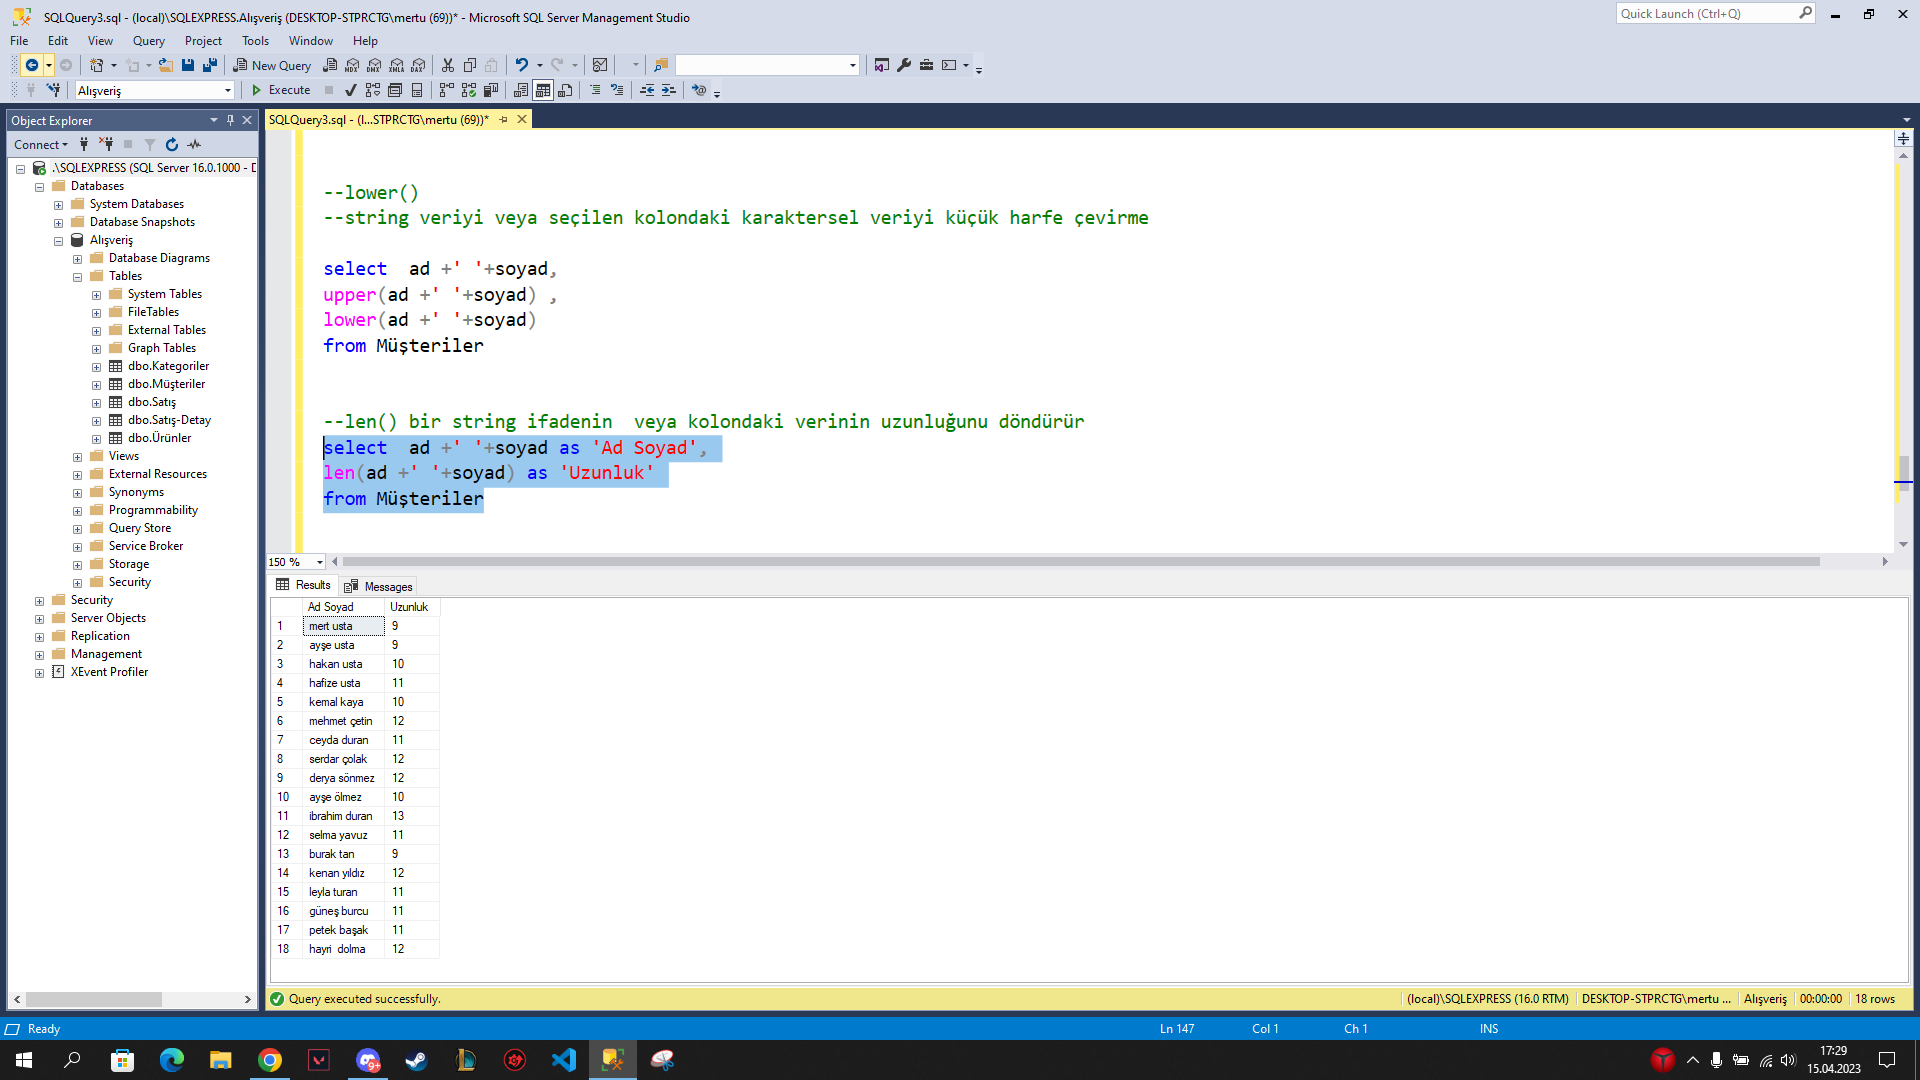 SQLQuery3.sql - (local)\SQLEXPRESS.Alışveriş (DESKTOP-STPRCTG\mertu (69))* - Microsoft SQL Server Management Studio
Quick Launch (Ctrl+Q)
File Edit View Query Project Tools Window Help
New Query
MDX DMX XMLA DAX
Alışveriş
Execute
Object Explorer
SQLQuery3.sql - (l...STPRCTG\mertu (69))*
Connect
.\SQLEXPRESS (SQL Server 16.0.1000 - D
Databases
System Databases
Database Snapshots
Alışveriş
Database Diagrams
Tables
System Tables
FileTables
External Tables
Graph Tables
dbo.Kategoriler
dbo.Müşteriler
dbo.Satış
dbo.Satış-Detay
dbo.Ürünler
Views
External Resources
Synonyms
Programmability
Query Store
Service Broker
Storage
Security
Security
Server Objects
Replication
Management
XEvent Profiler
--lower()
--string veriyi veya seçilen kolondaki karaktersel veriyi küçük harfe çevirme
select  ad +' '+soyad,
upper(ad +' '+soyad) ,
lower(ad +' '+soyad)
from Müşteriler
--len() bir string ifadenin  veya kolondaki verinin uzunluğunu döndürür
select  ad +' '+soyad as 'Ad Soyad',
len(ad +' '+soyad) as 'Uzunluk'
from Müşteriler
150 %
Results Messages
Ad Soyad Uzunluk
1 mert usta 9
2 ayşe usta 9
3 hakan usta 10
4 hafize usta 11
5 kemal kaya 10
6 mehmet çetin 12
7 ceyda duran 11
8 serdar çolak 12
9 derya sönmez 12
10 ayşe ölmez 10
11 ibrahim duran 13
12 selma yavuz 11
13 burak tan 9
14 kenan yıldız 12
15 leyla turan 11
16 güneş burcu 11
17 petek başak 11
18 hayri  dolma 12
Query executed successfully.
(local)\SQLEXPRESS (16.0 RTM) DESKTOP-STPRCTG\mertu ... Alışveriş 00:00:00 18 rows
Ready
Ln 147 Col 1 Ch 1 INS
9+
17:29
15.04.2023